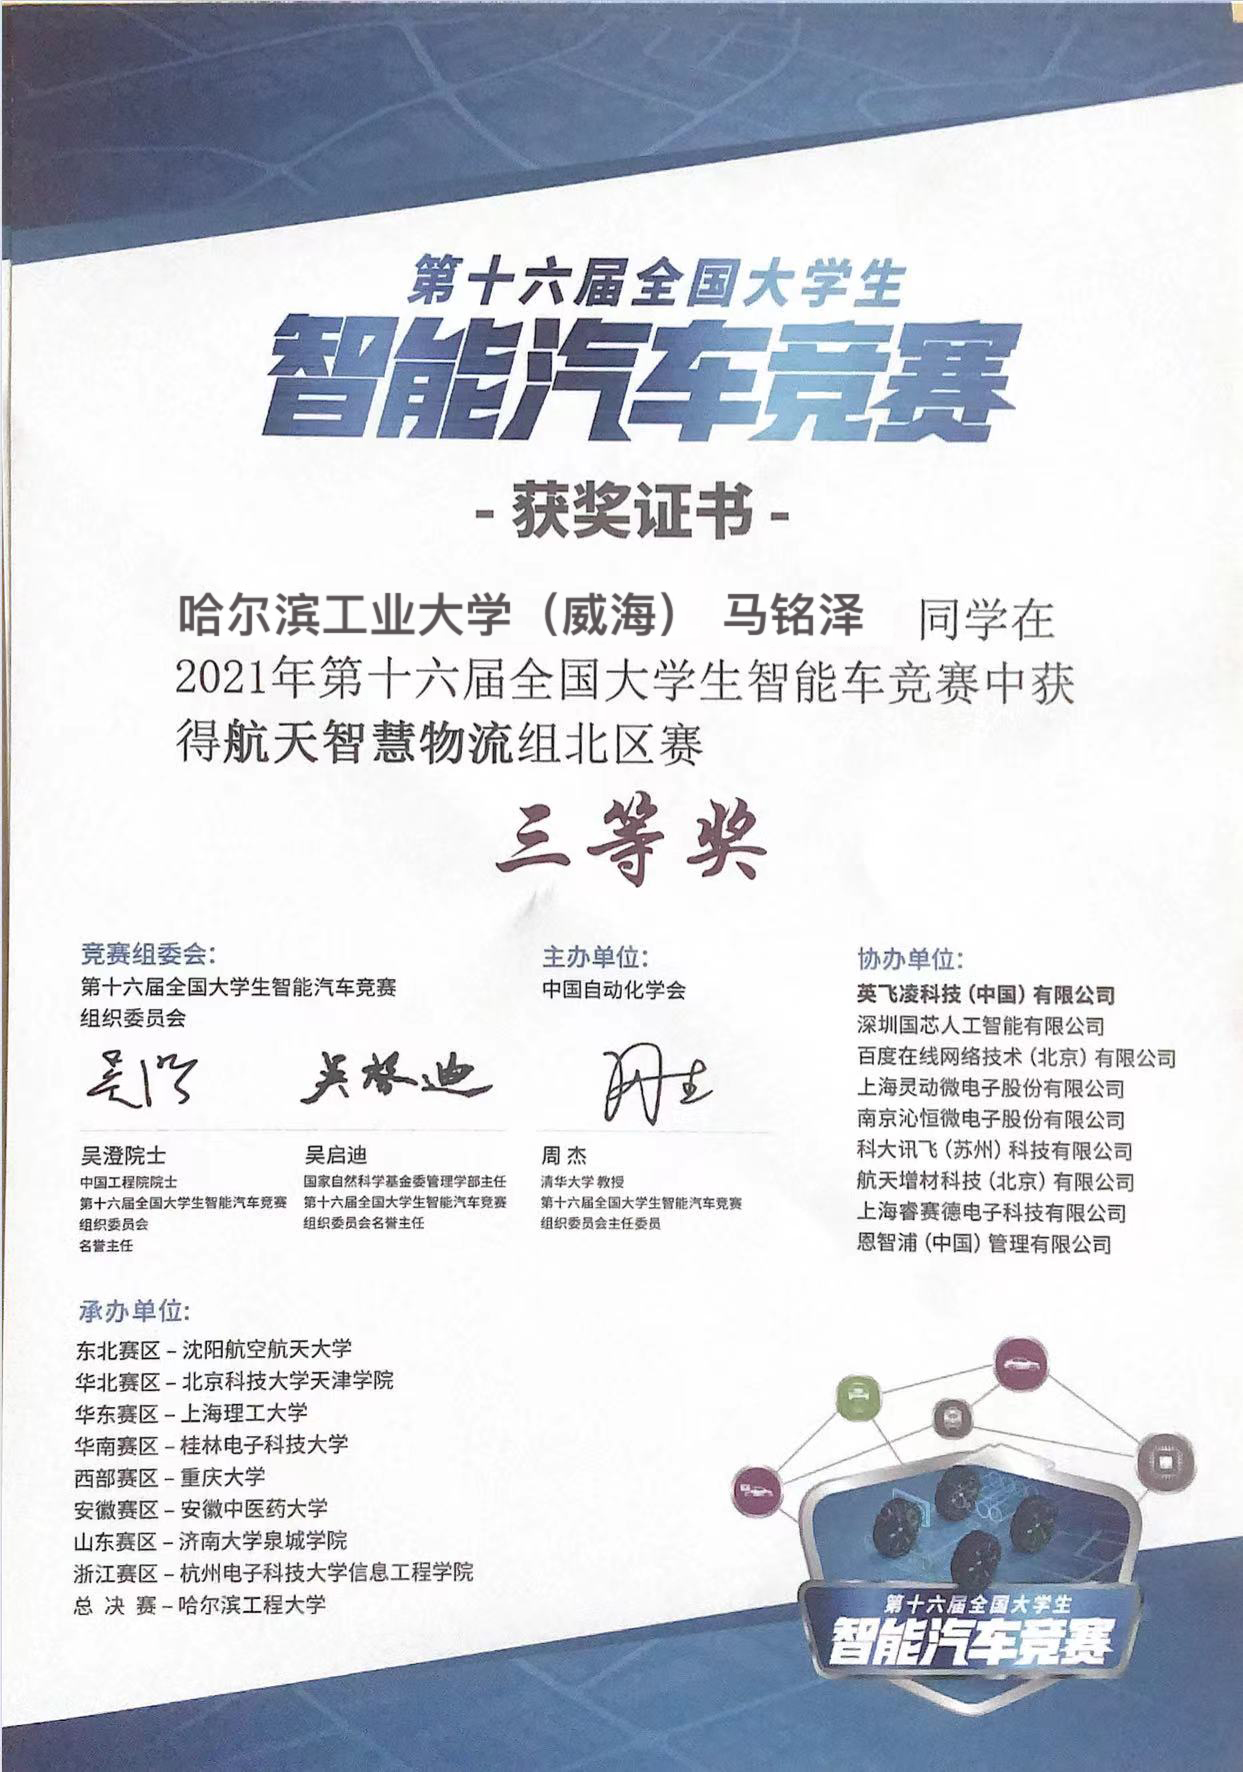 第十六届全国大学生
智能汽车竞赛
- 获奖证书 -
哈尔滨工业大学（威海） 马铭泽 同学在
2021年第十六届全国大学生智能车竞赛中获
得航天智慧物流组北区赛
三等奖
竞赛组委会：
第十六届全国大学生智能汽车竞赛
组织委员会
吴澄
吴启迪
周杰
吴澄院士
中国工程院院士
第十六届全国大学生智能汽车竞赛
组织委员会
名誉主任
吴启迪
国家自然科学基金委管理学部主任
第十六届全国大学生智能汽车竞赛
组织委员会名誉主任
主办单位：
中国自动化学会
周 杰
清华大学 教授
第十六届全国大学生智能汽车竞赛
组织委员会主任委员
协办单位：
英飞凌科技（中国）有限公司
深圳国芯人工智能有限公司
百度在线网络技术（北京）有限公司
上海灵动微电子股份有限公司
南京沁恒微电子股份有限公司
科大讯飞（苏州）科技有限公司
航天增材科技（北京）有限公司
上海睿赛德电子科技有限公司
恩智浦（中国）管理有限公司
承办单位：
东北赛区 – 沈阳航空航天大学
华北赛区 – 北京科技大学天津学院
华东赛区 – 上海理工大学
华南赛区 – 桂林电子科技大学
西部赛区 – 重庆大学
安徽赛区 – 安徽中医药大学
山东赛区 – 济南大学泉城学院
浙江赛区 – 杭州电子科技大学信息工程学院
总 决 赛 – 哈尔滨工程大学
第十六届全国大学生
智能汽车竞赛